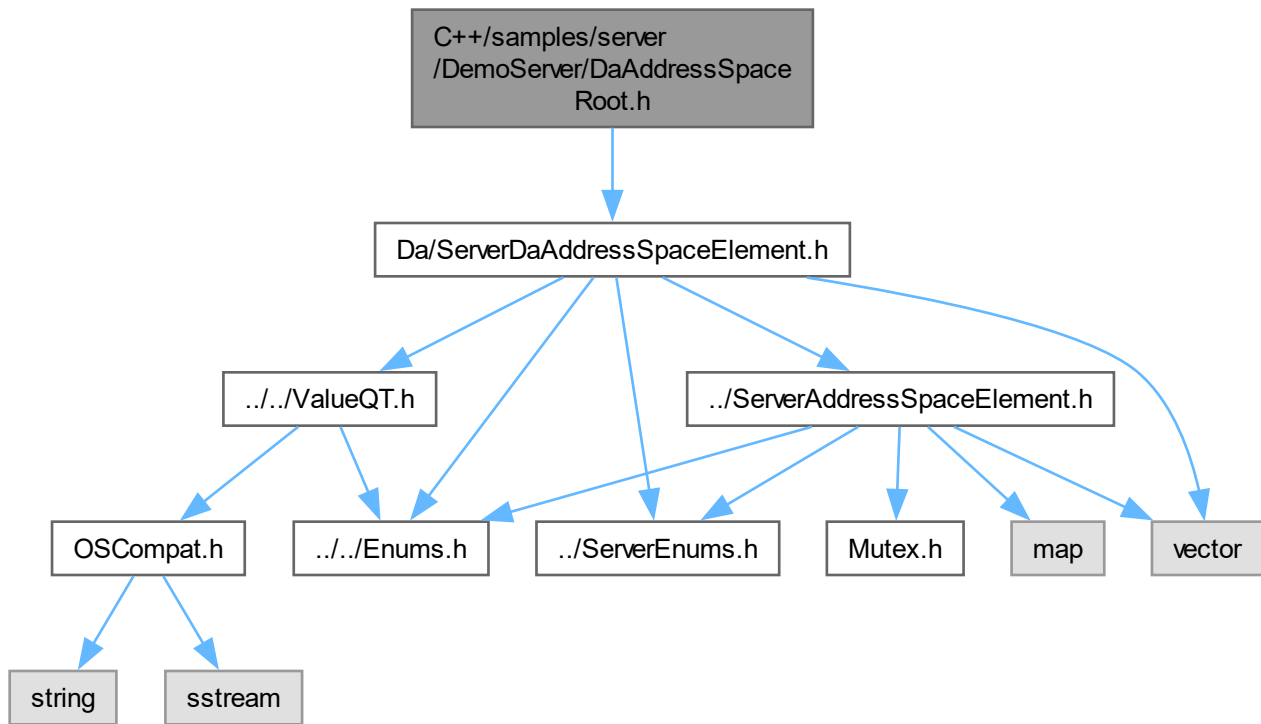 C++/samples/server
/DemoServer/DaAddressSpace
Root.h
Da/ServerDaAddressSpaceElement.h
../../ValueQT.h
../ServerAddressSpaceElement.h
OSCompat.h
../../Enums.h
../ServerEnums.h
Mutex.h
map
vector
string
sstream